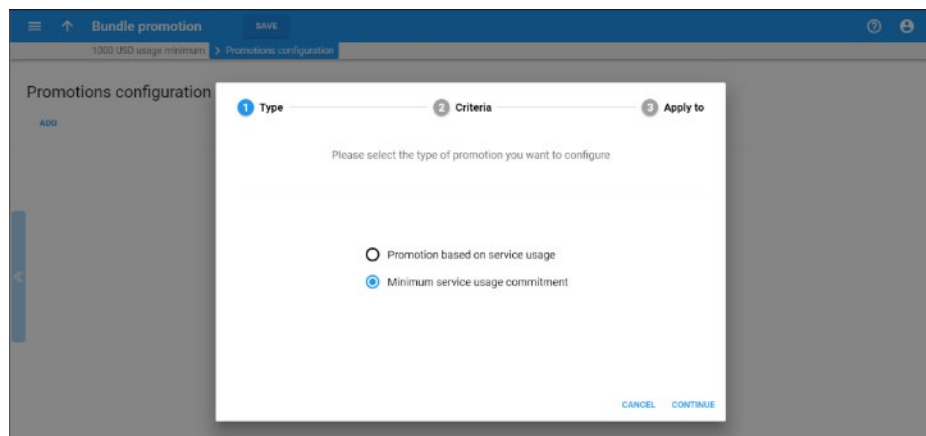 Bundle promotion SAVE
1000 USD usage minimum > Promotions configuration
Promotions configuration
ADD
1 Type 2 Criteria 3 Apply to
Please select the type of promotion you want to configure
Promotion based on service usage
Minimum service usage commitment
CANCEL CONTINUE